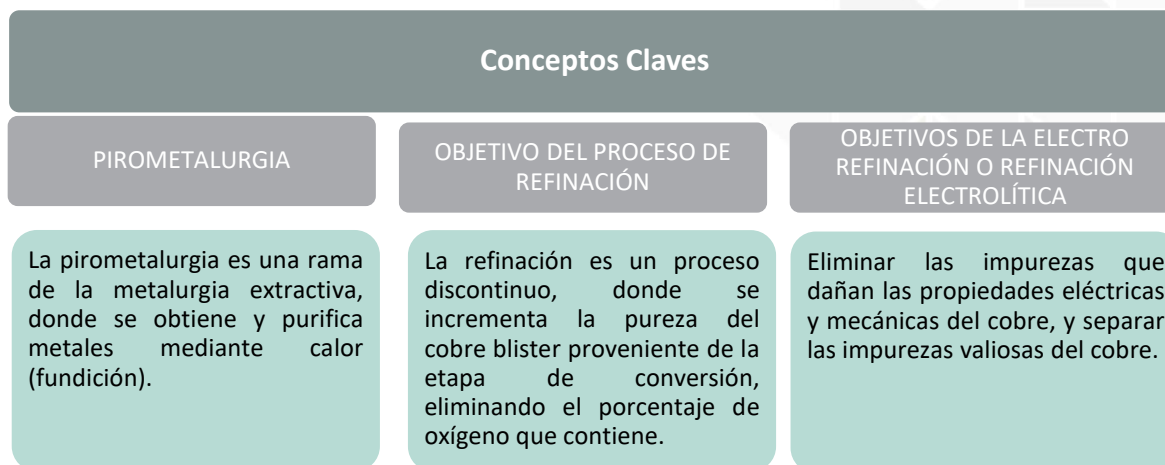 Conceptos Claves
PIROMETALURGIA
La pirometalurgia es una rama
de la metalurgia extractiva,
donde se obtiene y purifica
metales mediante calor
(fundición).
OBJETIVO DEL PROCESO DE
REFINACIÓN
La refinación es un proceso
discontinuo, donde se
incrementa la pureza del
cobre blister proveniente de la
etapa de conversión,
eliminando el porcentaje de
oxígeno que contiene.
OBJETIVOS DE LA ELECTRO
REFINACIÓN O REFINACIÓN
ELECTROLÍTICA
Eliminar las impurezas que
dañan las propiedades eléctricas
y mecánicas del cobre, y separar
las impurezas valiosas del cobre.